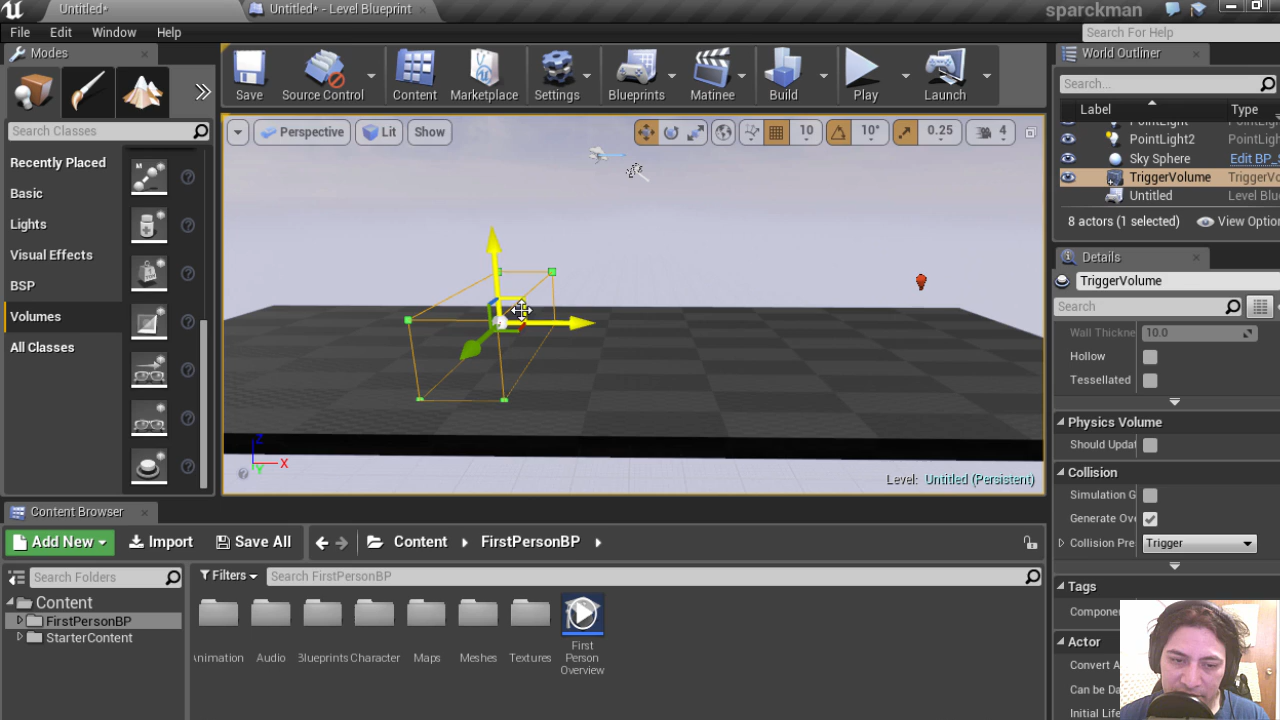 Untitled*
Untitled* - Level Blueprint
sparckman
File Edit Window Help
Search For Help
Modes
Save
Source Control
Content
Marketplace
Settings
Blueprints
Matinee
Build
Play
Launch
World Outliner
Search...
Label
Type
PointLight2
PointLight
Sky Sphere
Edit BP_
TriggerVolume
TriggerVo
Untitled
Level Blu
8 actors (1 selected)
View Option
Search Classes
Recently Placed
Basic
Lights
Visual Effects
BSP
Volumes
All Classes
Perspective
Lit
Show
10
10°
0.25
4
Z
X
Y
Level: Untitled (Persistent)
Details
TriggerVolume
Search
Wall Thickne
10.0
Hollow
Tessellated
Physics Volume
Should Updat
Collision
Simulation G
Generate Ov
Collision Pre
Trigger
Tags
Compone
Actor
Convert A
Can be Da
Initial Life
Content Browser
Add New
Import
Save All
Content
FirstPersonBP
Search Folders
Filters
Search FirstPersonBP
Content
FirstPersonBP
StarterContent
Animation
Audio
Blueprints
Character
Maps
Meshes
Textures
First
Person
Overview